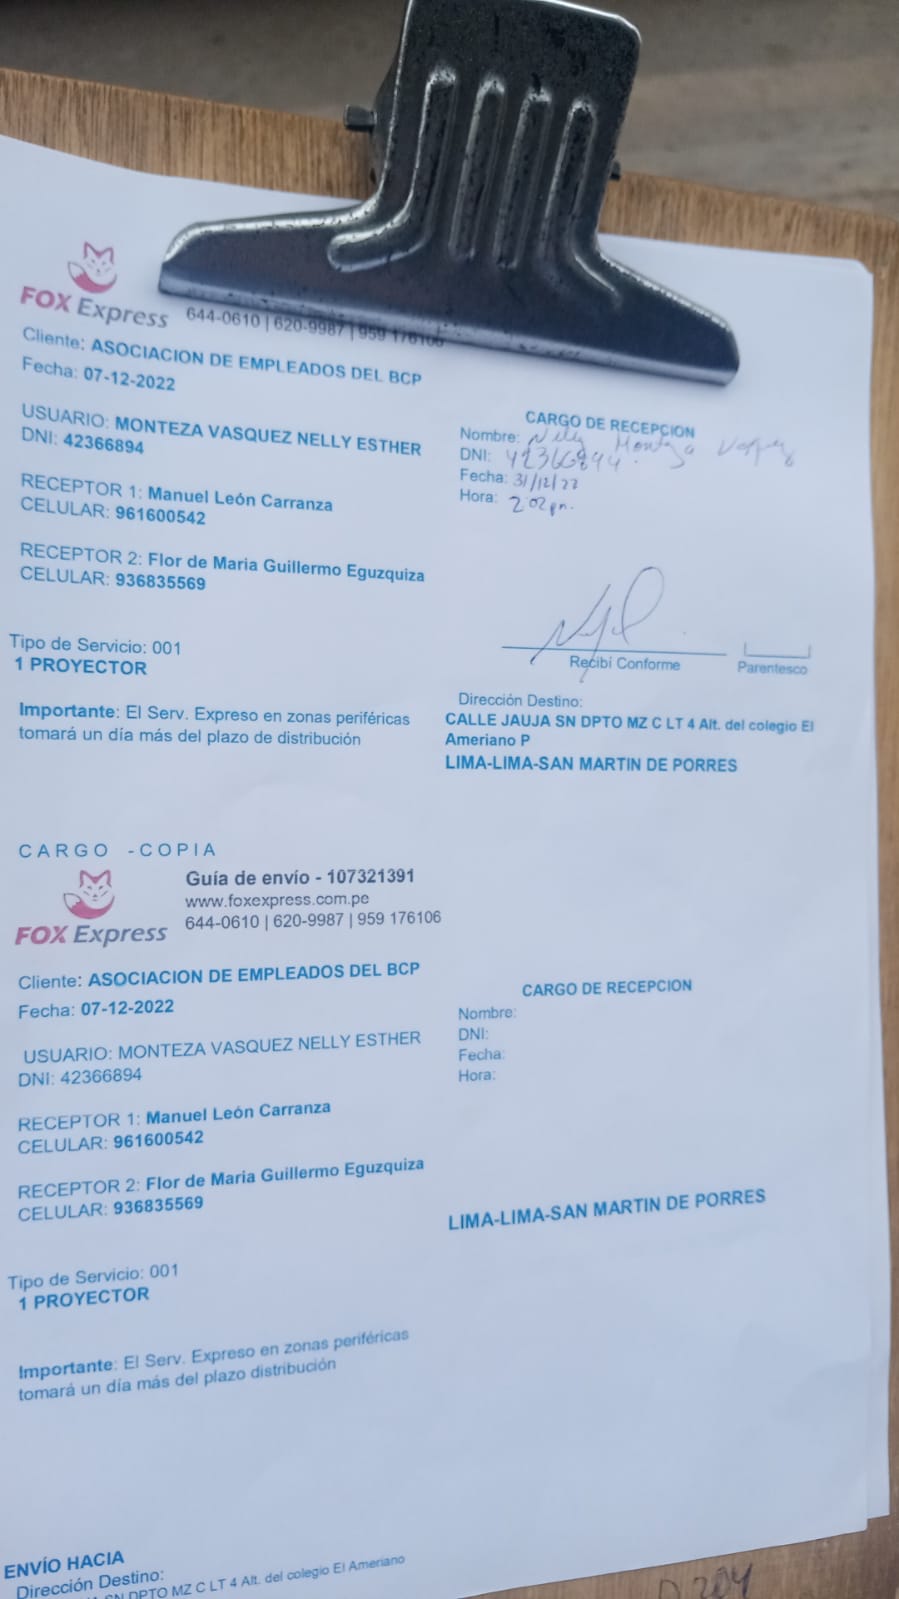 FOX Express
644-0610 | 620-9987 | 959 176106
Cliente: ASOCIACION DE EMPLEADOS DEL BCP
Fecha: 07-12-2022
USUARIO: MONTEZA VASQUEZ NELLY ESTHER
DNI: 42366894
RECEPTOR 1: Manuel León Carranza
CELULAR: 961600542
RECEPTOR 2: Flor de Maria Guillermo Eguzquiza
CELULAR: 936835569
Tipo de Servicio: 001
1 PROYECTOR
Importante: El Serv. Expreso en zonas periféricas
tomará un día más del plazo de distribución
CARGO DE RECEPCION
Nombre: Nelly Monteza Vasquez
DNI: 42366894.
Fecha: 31/12/22
Hora: 2:02 pm.
Recibí Conforme
Parentesco
Dirección Destino:
CALLE JAUJA SN DPTO MZ C LT 4 Alt. del colegio El
Ameriano P
LIMA-LIMA-SAN MARTIN DE PORRES
CARGO - COPIA
FOX Express
Guía de envío - 107321391
www.foxexpress.com.pe
644-0610 | 620-9987 | 959 176106
Cliente: ASOCIACION DE EMPLEADOS DEL BCP
Fecha: 07-12-2022
USUARIO: MONTEZA VASQUEZ NELLY ESTHER
DNI: 42366894
RECEPTOR 1: Manuel León Carranza
CELULAR: 961600542
RECEPTOR 2: Flor de Maria Guillermo Eguzquiza
CELULAR: 936835569
Tipo de Servicio: 001
1 PROYECTOR
Importante: El Serv. Expreso en zonas periféricas
tomará un día más del plazo distribución
CARGO DE RECEPCION
Nombre:
DNI:
Fecha:
Hora:
LIMA-LIMA-SAN MARTIN DE PORRES
ENVÍO HACIA
Dirección Destino:
SN DPTO MZ C LT 4 Alt. del colegio El Ameriano
204